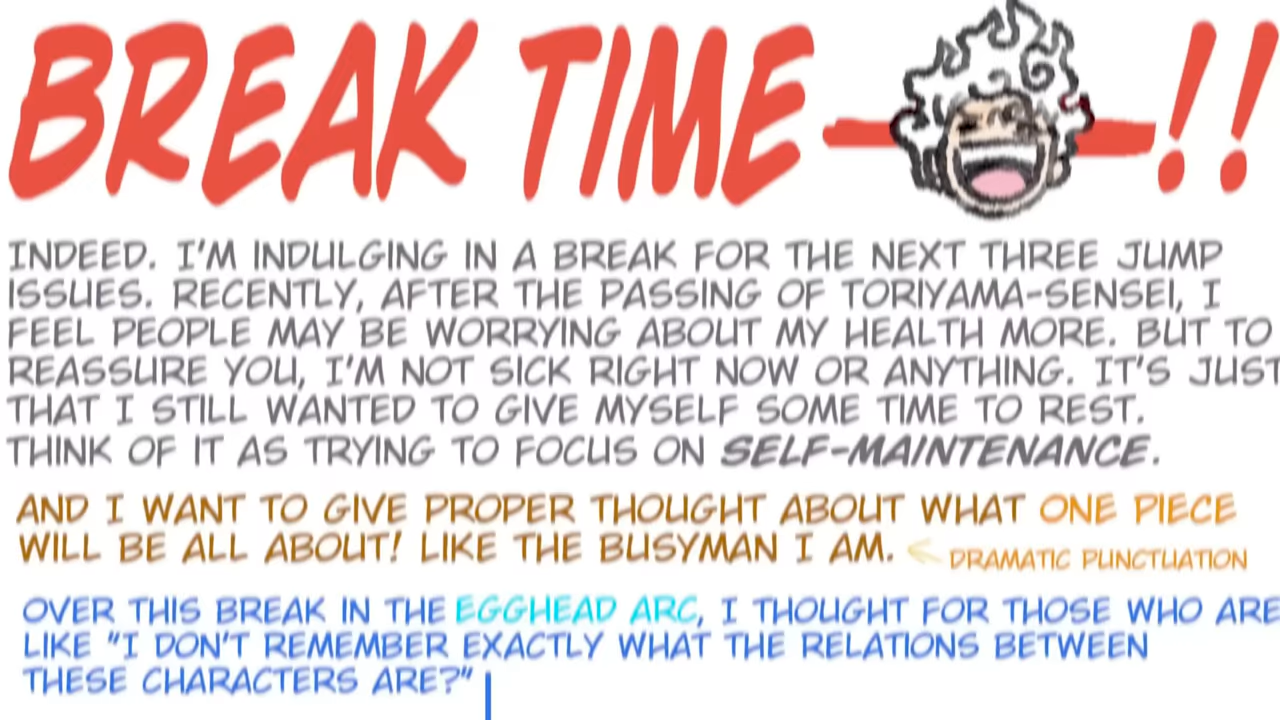 BREAK TIME—!!
INDEED. I'M INDULGING IN A BREAK FOR THE NEXT THREE JUMP
ISSUES. RECENTLY, AFTER THE PASSING OF TORIYAMA-SENSEI, I
FEEL PEOPLE MAY BE WORRYING ABOUT MY HEALTH MORE. BUT TO
REASSURE YOU, I'M NOT SICK RIGHT NOW OR ANYTHING. IT'S JUST
THAT I STILL WANTED TO GIVE MYSELF SOME TIME TO REST.
THINK OF IT AS TRYING TO FOCUS ON SELF-MAINTENANCE.
AND I WANT TO GIVE PROPER THOUGHT ABOUT WHAT ONE PIECE
WILL BE ALL ABOUT! LIKE THE BUSYMAN I AM.
DRAMATIC PUNCTUATION
OVER THIS BREAK IN THE EGGHEAD ARC, I THOUGHT FOR THOSE WHO ARE
LIKE "I DON'T REMEMBER EXACTLY WHAT THE RELATIONS BETWEEN
THESE CHARACTERS ARE?"